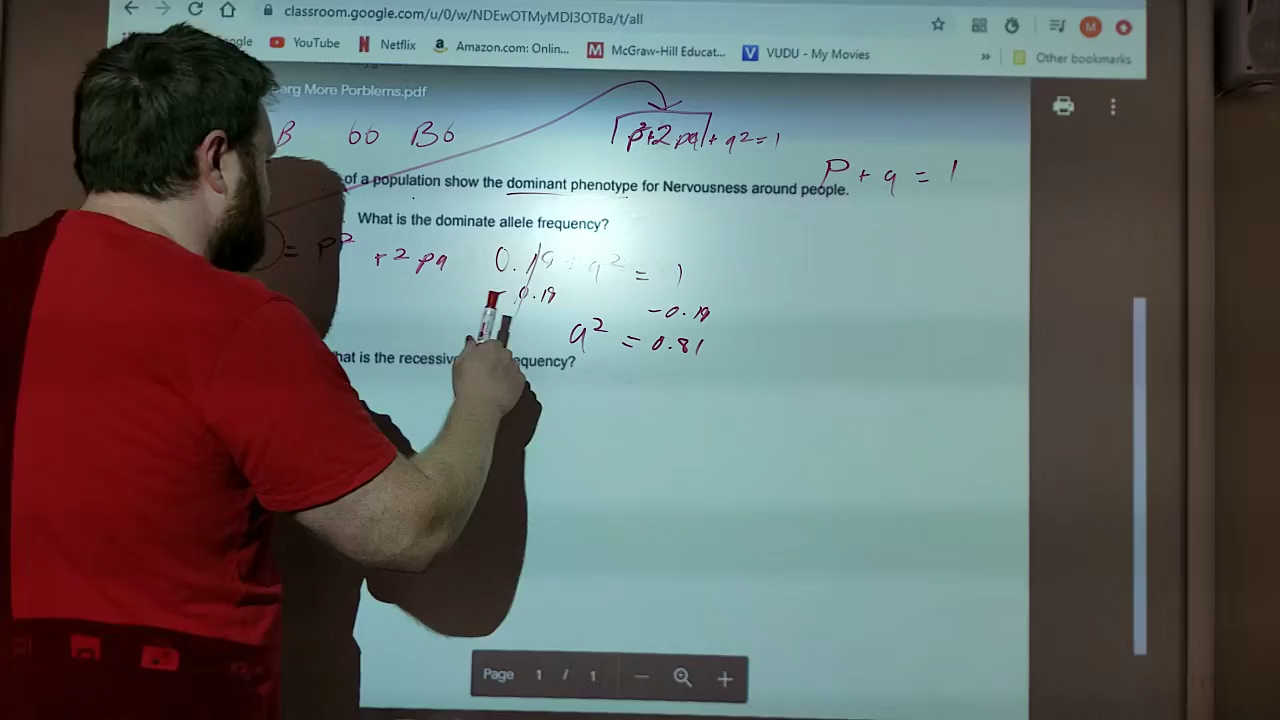 classroom.google.com/u/0/w/NDEwOTMyMDI3OTBa/t/all
YouTube Netflix Amazon.com: Onlin... McGraw-Hill Educat... VUDU - My Movies » Other bookmarks
erg More Porblems.pdf
B bb Bb
p²+2pq + q² = 1
P + q = 1
of a population show the dominant phenotype for Nervousness around people.
What is the dominate allele frequency?
= p² + 2pq
0.19 + q² = 1
- 0.19 -0.19
q² = 0.81
hat is the recessive equency?
Page 1 / 1